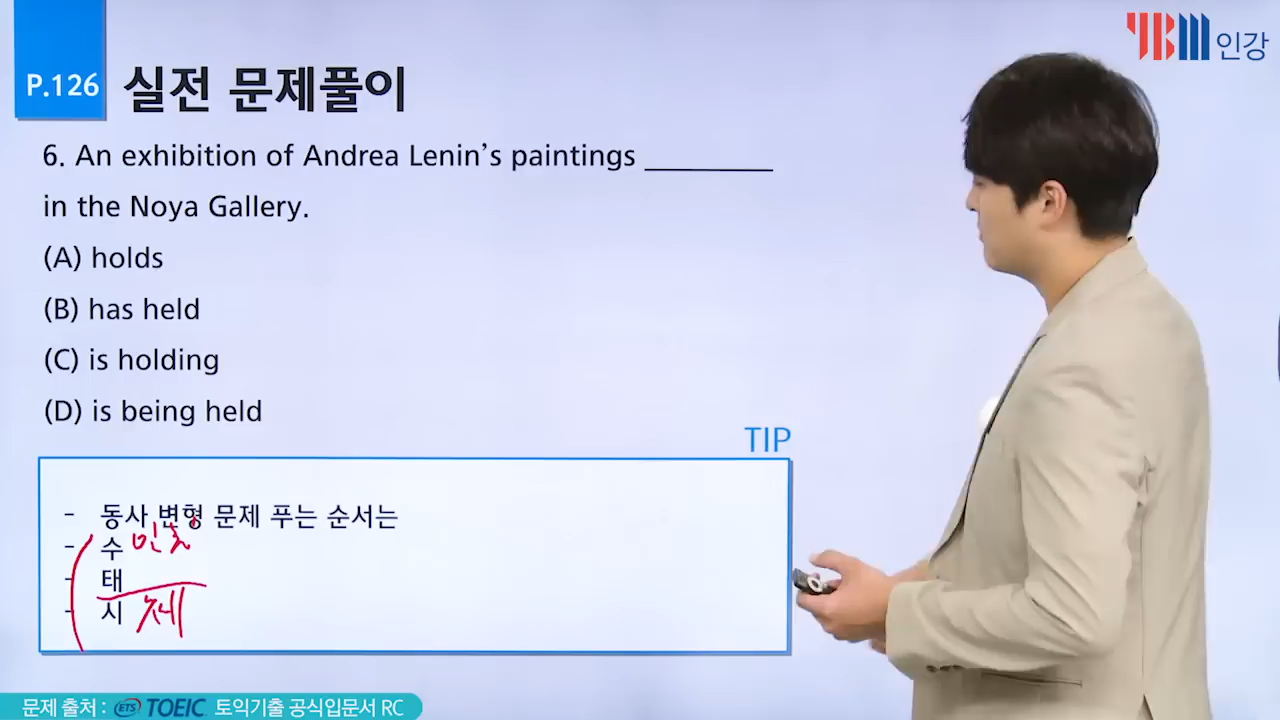 P.126
실전 문제풀이
YBM 인강
6. An exhibition of Andrea Lenin's paintings ________
in the Noya Gallery.
(A) holds
(B) has held
(C) is holding
(D) is being held
TIP
- 동사 변형 문제 푸는 순서는
- 수 일치
- 태
- 시 제
문제 출처 : ETS TOEIC 토익기출 공식입문서 RC